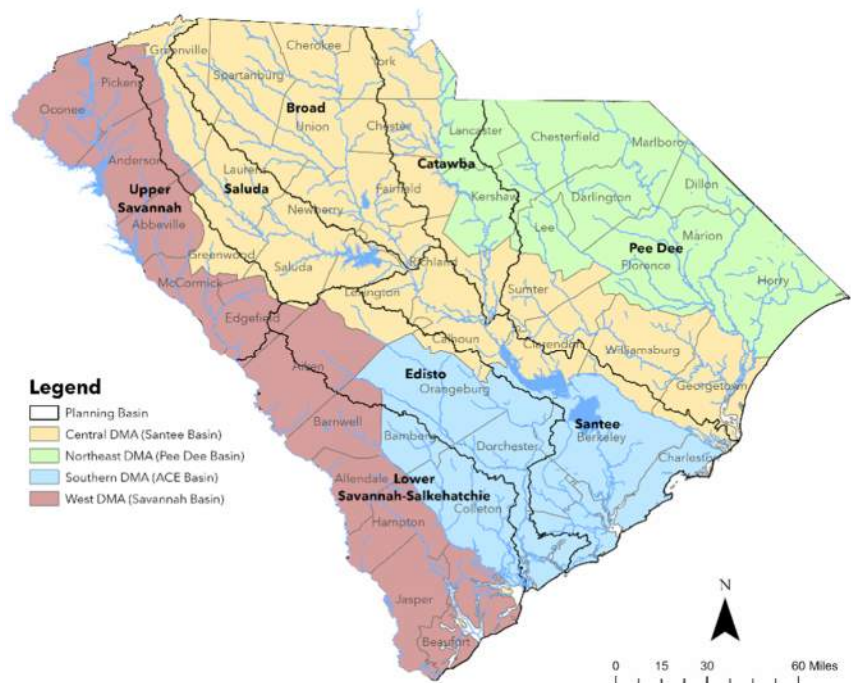 Greenville
Cherokee
York
Pickens
Spartanburg
Oconee
Broad
Union
Chester
Lancaster
Chesterfield
Marlboro
Anderson
Catawba
Laurens
Upper
Savannah
Saluda
Fairfield
Dillon
Kershaw
Darlington
Abbeville
Newberry
Lee
Marion
Pee Dee
Florence
Greenwood
Richland
Saluda
Horry
McCormick
Lexington
Sumter
Edgefield
Calhoun
Clarendon
Williamsburg
Aiken
Edisto
Orangeburg
Georgetown
Santee
Berkeley
Barnwell
Bamberg
Dorchester
Charleston
Allendale
Lower
Savannah-Salkehatchie
Colleton
Hampton
Jasper
Beaufort
Legend
Planning Basin
Central DMA (Santee Basin)
Northeast DMA (Pee Dee Basin)
Southern DMA (ACE Basin)
West DMA (Savannah Basin)
N
0 15 30 60 Miles